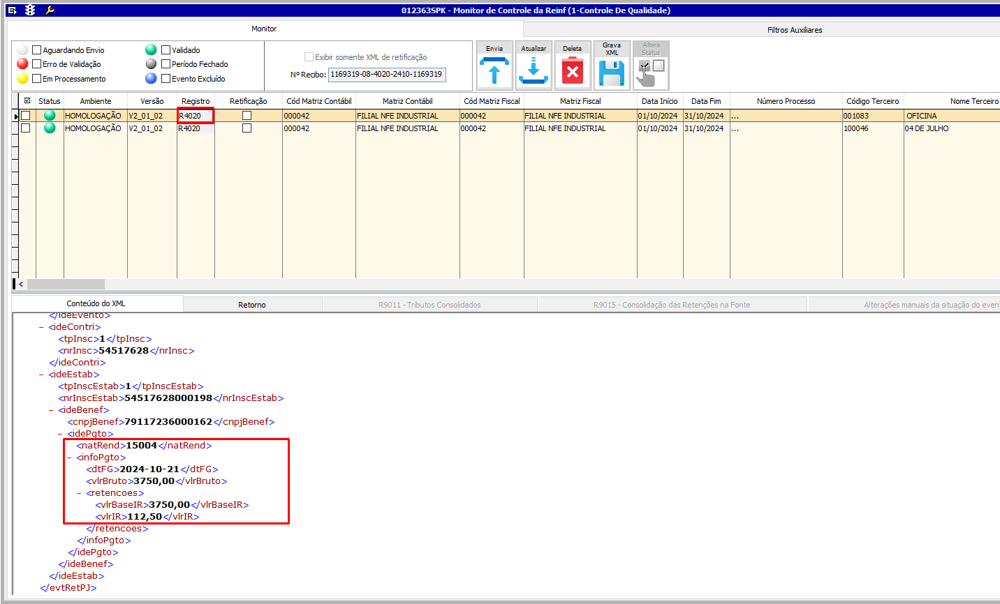 012363SPK - Monitor de Controle da Reinf (1-Controle De Qualidade)
Monitor
Filtros Auxiliares
Aguardando Envio
Validado
Erro de Validação
Período Fechado
Em Processamento
Evento Excluído
Exibir somente XML de retificação
Nº Recibo: 1169319-08-4020-2410-1169319
Envia
Atualizar
Deleta
Grava XML
Altera Status
Status Ambiente Versão Registro Retificação Cód Matriz Contábil Matriz Contábil Cód Matriz Fiscal Matriz Fiscal Data Início Data Fim Número Processo Código Terceiro Nome Terceiro
HOMOLOGAÇÃO V2_01_02 R4020 000042 FILIAL NFE INDUSTRIAL 000042 FILIAL NFE INDUSTRIAL 01/10/2024 31/10/2024 ... 001083 OFICINA
HOMOLOGAÇÃO V2_01_02 R4020 000042 FILIAL NFE INDUSTRIAL 000042 FILIAL NFE INDUSTRIAL 01/10/2024 31/10/2024 ... 100046 04 DE JULHO
Conteúdo do XML
Retorno
R9011 - Tributos Consolidados
R9015 - Consolidação das Retenções na Fonte
Alterações manuais da situação do even
</ideEvento>
- <ideContri>
<tpInsc>1</tpInsc>
<nrInsc>54517628</nrInsc>
</ideContri>
- <ideEstab>
<tpInscEstab>1</tpInscEstab>
<nrInscEstab>54517628000198</nrInscEstab>
- <ideBenef>
<cnpjBenef>79117236000162</cnpjBenef>
- <idePgto>
<natRend>15004</natRend>
- <infoPgto>
<dtFG>2024-10-21</dtFG>
<vlrBruto>3750,00</vlrBruto>
- <retencoes>
<vlrBaseIR>3750,00</vlrBaseIR>
<vlrIR>112,50</vlrIR>
</retencoes>
</infoPgto>
</idePgto>
</ideBenef>
</ideEstab>
</evtRetPJ>